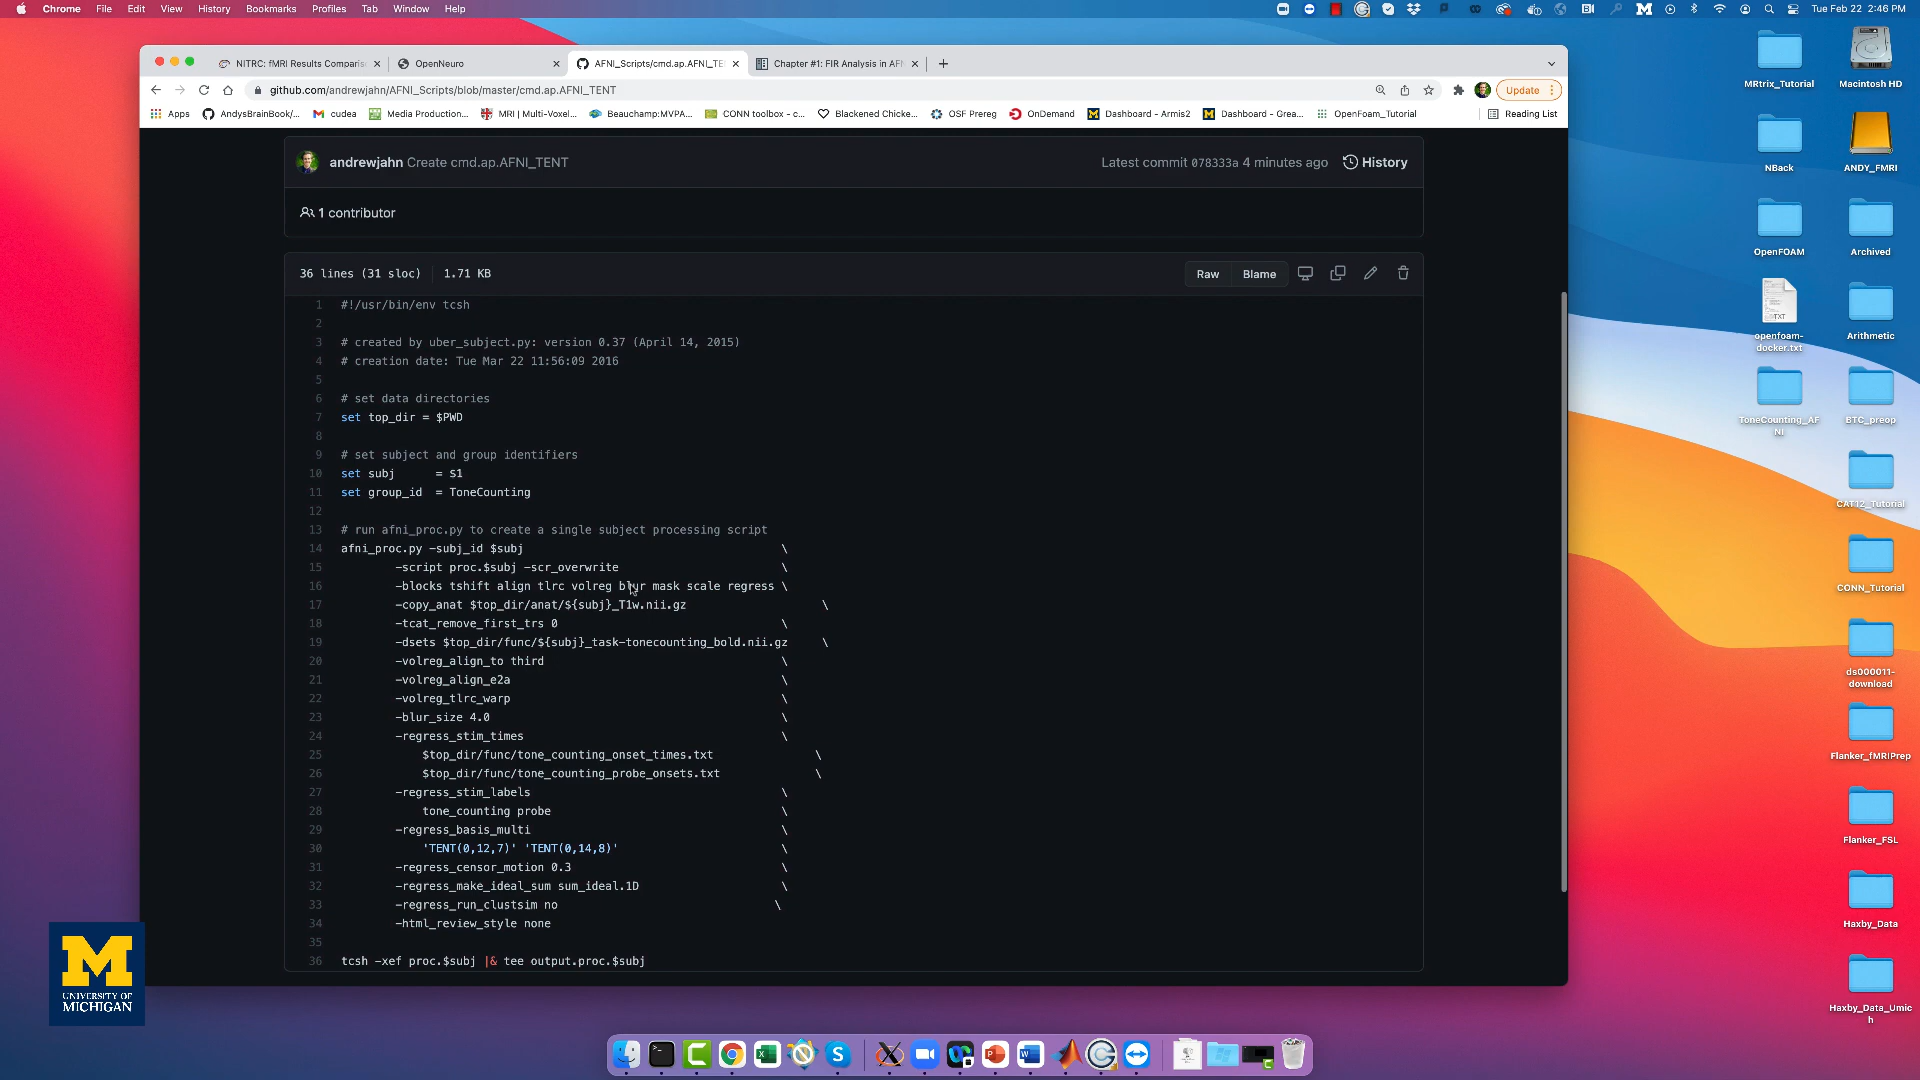 Chrome File Edit View History Bookmarks Profiles Tab Window Help
Tue Feb 22 2:46 PM
NITRC: fMRI Results Comparis
OpenNeuro
AFNI_Scripts/cmd.ap.AFNI_TE
Chapter #1: FIR Analysis in AF
github.com/andrewjahn/AFNI_Scripts/blob/master/cmd.ap.AFNI_TENT
Update
Apps
AndysBrainBook/...
cudea
Media Production...
MRI | Multi-Voxel...
Beauchamp:MVPA...
CONN toolbox - c...
Blackened Chicke...
OSF Prereg
OnDemand
Dashboard - Armis2
Dashboard - Grea...
OpenFoam_Tutorial
Reading List
andrewjahn Create cmd.ap.AFNI_TENT
Latest commit 078333a 4 minutes ago History
1 contributor
36 lines (31 sloc) 1.71 KB
Raw Blame
1 #!/usr/bin/env tcsh
2
3 # created by uber_subject.py: version 0.37 (April 14, 2015)
4 # creation date: Tue Mar 22 11:56:09 2016
5
6 # set data directories
7 set top_dir = $PWD
8
9 # set subject and group identifiers
10 set subj = $1
11 set group_id = ToneCounting
12
13 # run afni_proc.py to create a single subject processing script
14 afni_proc.py -subj_id $subj \
15 -script proc.$subj -scr_overwrite \
16 -blocks tshift align tlrc volreg blur mask scale regress \
17 -copy_anat $top_dir/anat/${subj}_T1w.nii.gz \
18 -tcat_remove_first_trs 0 \
19 -dsets $top_dir/func/${subj}_task-tonecounting_bold.nii.gz \
20 -volreg_align_to third \
21 -volreg_align_e2a \
22 -volreg_tlrc_warp \
23 -blur_size 4.0 \
24 -regress_stim_times \
25 $top_dir/func/tone_counting_onset_times.txt \
26 $top_dir/func/tone_counting_probe_onsets.txt \
27 -regress_stim_labels \
28 tone_counting probe \
29 -regress_basis_multi \
30 'TENT(0,12,7)' 'TENT(0,14,8)' \
31 -regress_censor_motion 0.3 \
32 -regress_make_ideal_sum sum_ideal.1D \
33 -regress_run_clustsim no \
34 -html_review_style none
35
36 tcsh -xef proc.$subj |& tee output.proc.$subj
MRtrix_Tutorial
Macintosh HD
NBack
ANDY_FMRI
OpenFOAM
Archived
TXT
openfoam-
docker.txt
Arithmetic
ToneCounting_AF
NI
BTC_preop
CAT12_Tutorial
CONN_Tutorial
ds000011-
download
Flanker_fMRIPrep
Flanker_FSL
Haxby_Data
Haxby_Data_Umic
h
M
UNIVERSITY OF
MICHIGAN